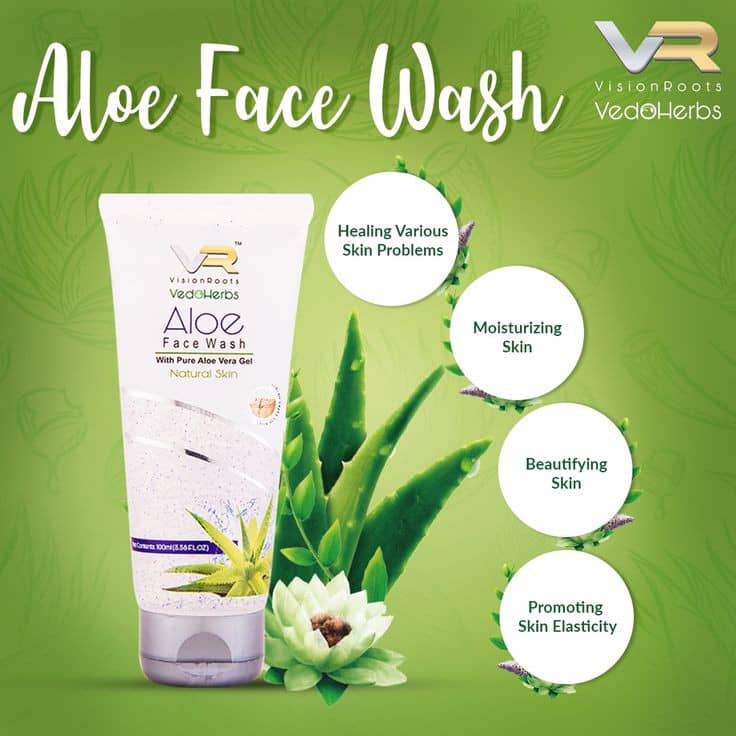 Aloe Face Wash
VR
VisionRoots
VedoHerbs
Healing Various
Skin Problems
Moisturizing
Skin
Beautifying
Skin
Promoting
Skin Elasticity
VR™
VisionRoots
VedoHerbs
Aloe
Face Wash
With Pure Aloe Vera Gel
Natural Skin
Net Contents: 100ml (3.38 FL.OZ)